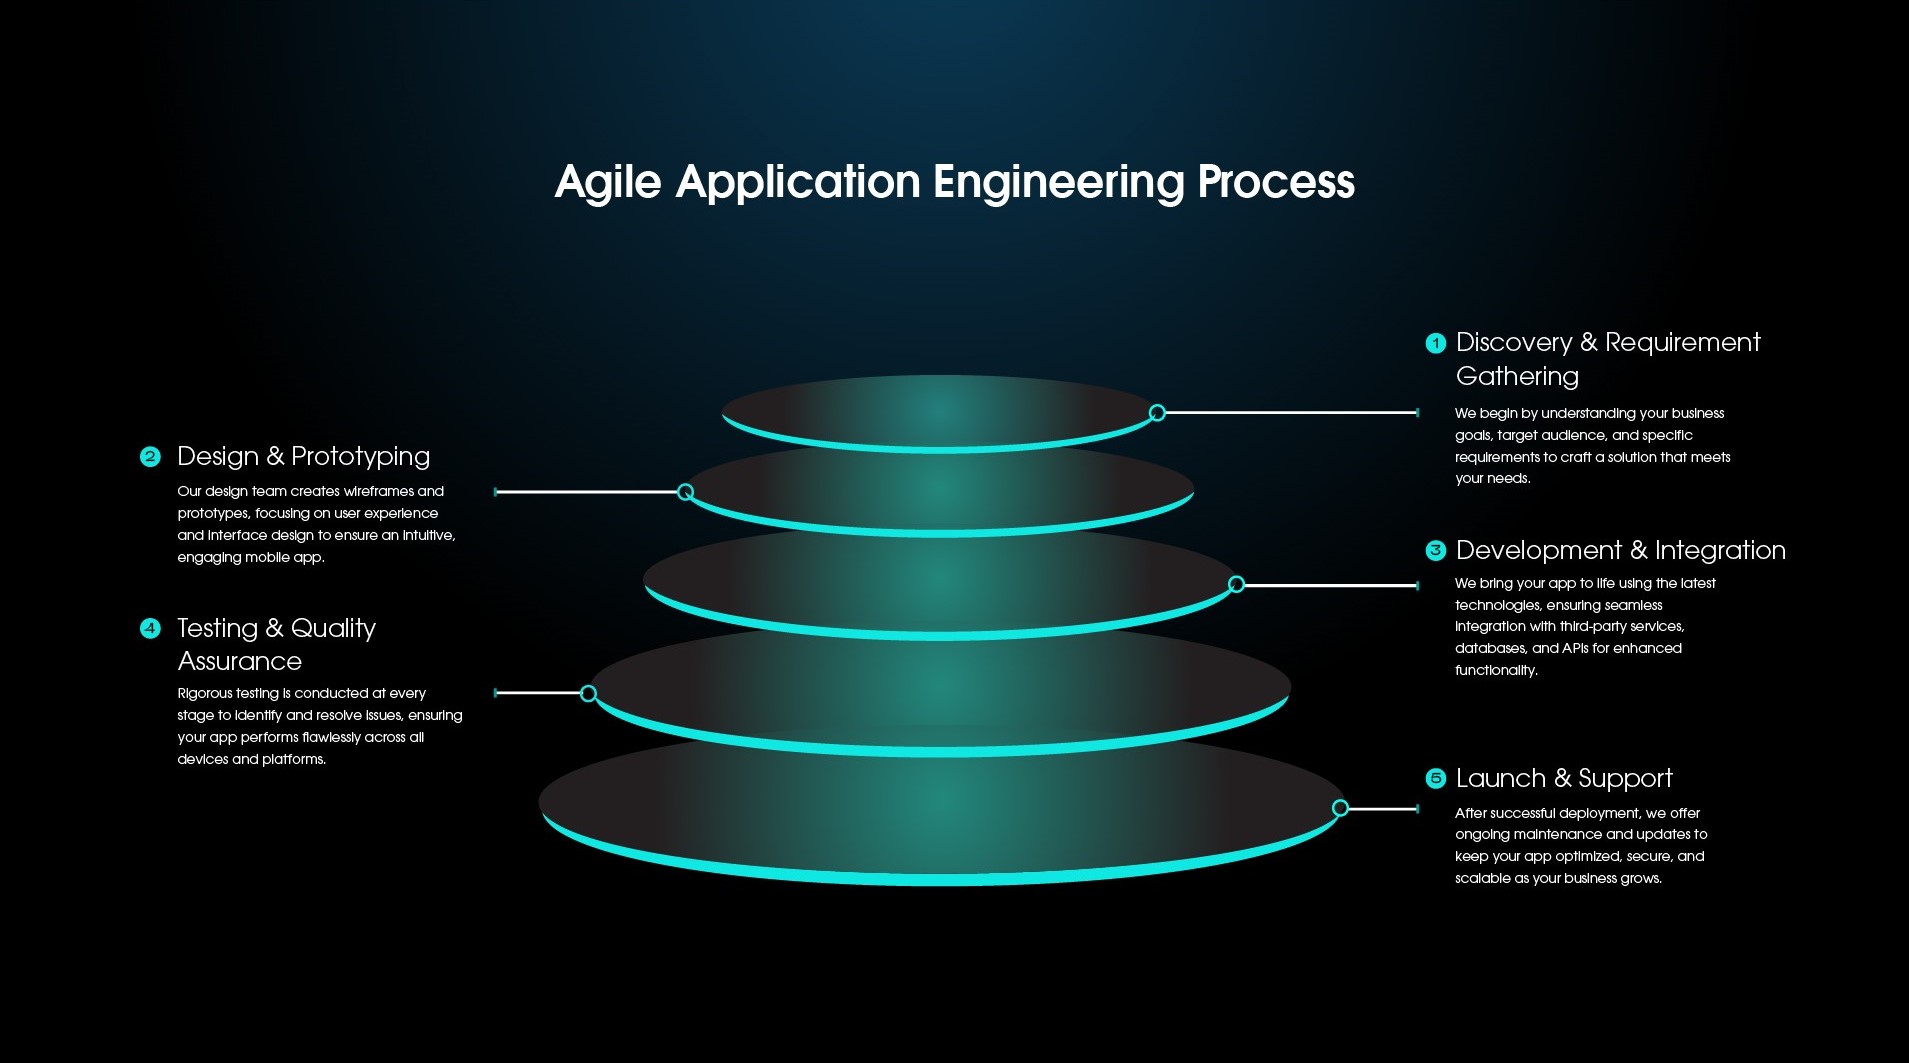 Agile Application Engineering Process
1 Discovery & Requirement
Gathering
We begin by understanding your business
goals, target audience, and specific
requirements to craft a solution that meets
your needs.
2 Design & Prototyping
Our design team creates wireframes and
prototypes, focusing on user experience
and interface design to ensure an intuitive,
engaging mobile app.
3 Development & Integration
We bring your app to life using the latest
technologies, ensuring seamless
integration with third-party services,
databases, and APIs for enhanced
functionality.
4 Testing & Quality
Assurance
Rigorous testing is conducted at every
stage to identify and resolve issues, ensuring
your app performs flawlessly across all
devices and platforms.
5 Launch & Support
After successful deployment, we offer
ongoing maintenance and updates to
keep your app optimized, secure, and
scalable as your business grows.